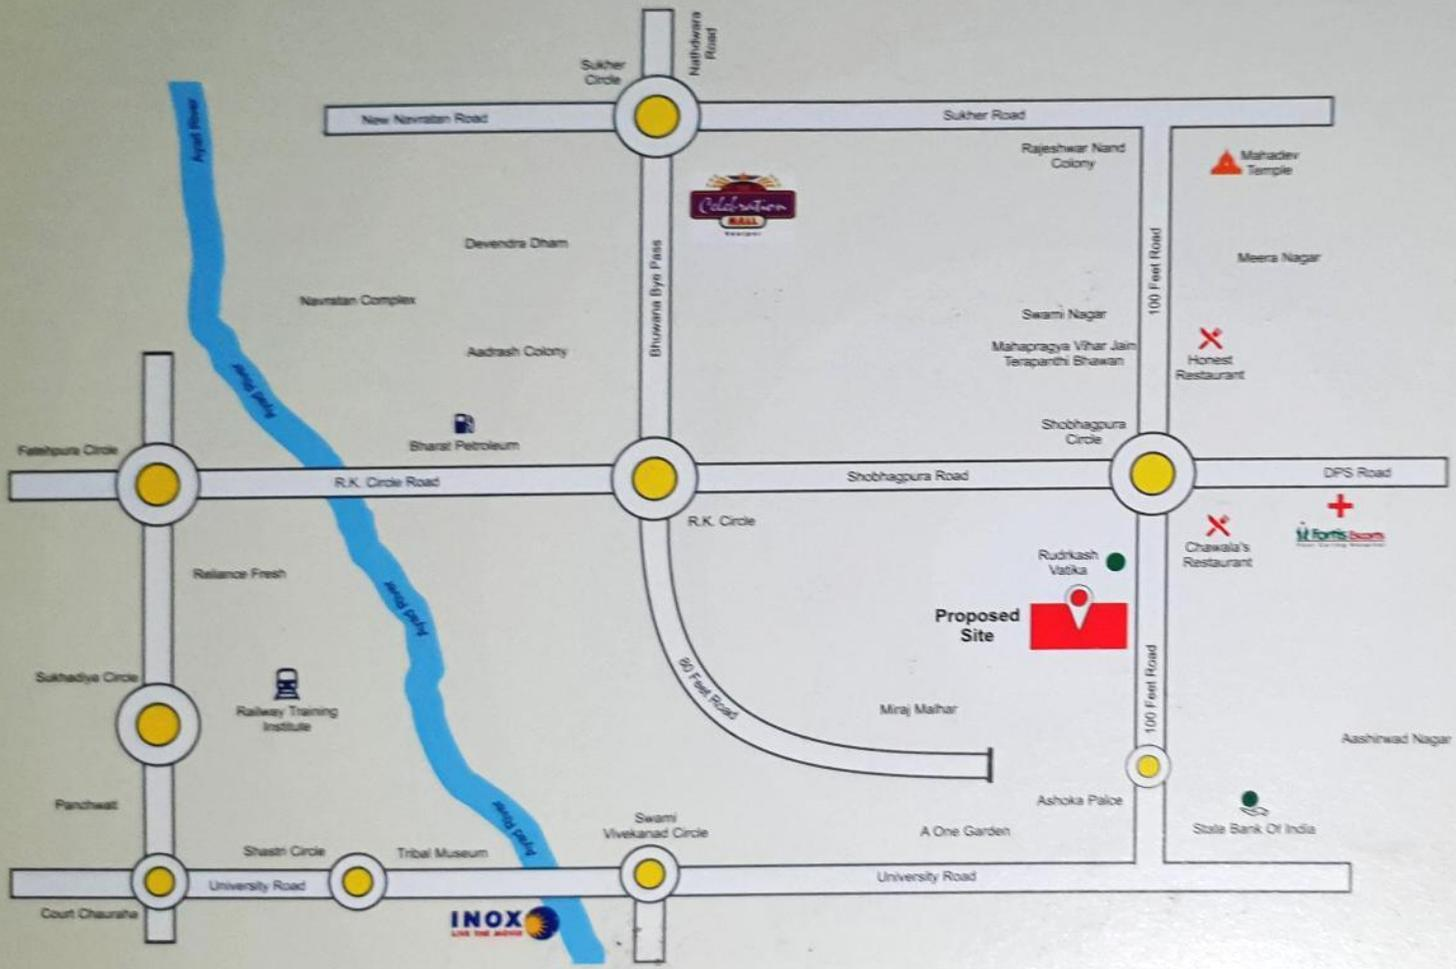 Nathdwara
Road
Sukher
Circle
New Navratan Road
Sukher Road
Ayad River
Rajeshwar Nand
Colony
Mahadev
Temple
Celebration
MALL
Devendra Dham
Bhuwana Bye Pass
100 Feet Road
Meera Nagar
Navratan Complex
Swami Nagar
Aadrash Colony
Mahapragya Vihar Jain
Terapanthi Bhawan
Honest
Restaurant
Ayad River
Bharat Petroleum
Shobhagpura
Circle
Fatehpura Circle
R.K. Circle Road
Shobhagpura Road
DPS Road
R.K. Circle
Chawala's
Restaurant
Fortis Escorts
Rudrkash
Vatika
Reliance Fresh
Ayad River
Proposed
Site
Sukhadiya Circle
80 Feet Road
100 Feet Road
Railway Training
Institute
Miraj Malhar
Aashirwad Nagar
Panchwati
Ayad River
Ashoka Palce
Swami
Vivekanad Circle
A One Garden
State Bank Of India
Shastri Circle
Tribal Museum
University Road
University Road
Court Chauraha
INOX
LIVE THE MOVIE